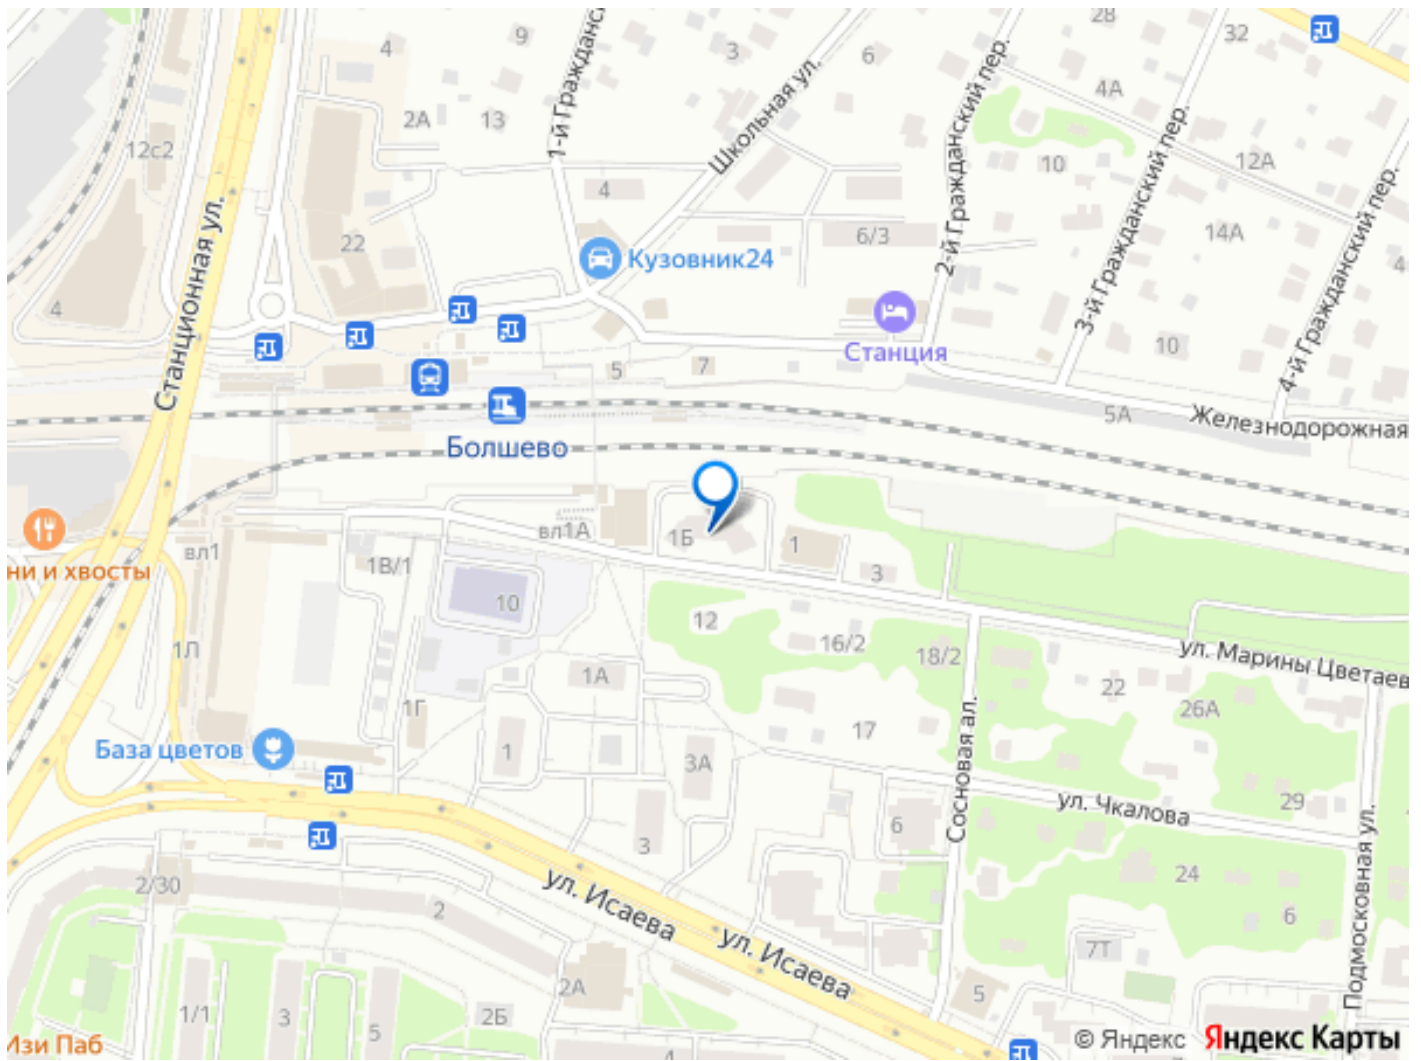 28
9
4
3
6
32
1-й Гражданс
Школьная ул.
2-й Гражданский пер.
4А
2А
13
12с2
10
12А
3-й Гражданский пер.
4
4-й Гражданский пер.
22
6/3
14А
4
Кузовник24
Станционная ул.
4
Станция
10
5
7
5А
Железнодорожная
Болшево
вл1А
1Б
1
вл1
ни и хвосты
1В/1
3
10
12
16/2
18/2
ул. Марины Цветаев
1Л
1А
22
26А
1Г
17
Сосновая ал.
База цветов
1
3А
29
ул. Чкалова
6
3
Подмосковная ул.
2/30
24
ул. Исаева
2
6
ул. Исаева
7Т
2А
5
1/1
3
5
2Б
Изи Паб
4
© Яндекс Яндекс Карты